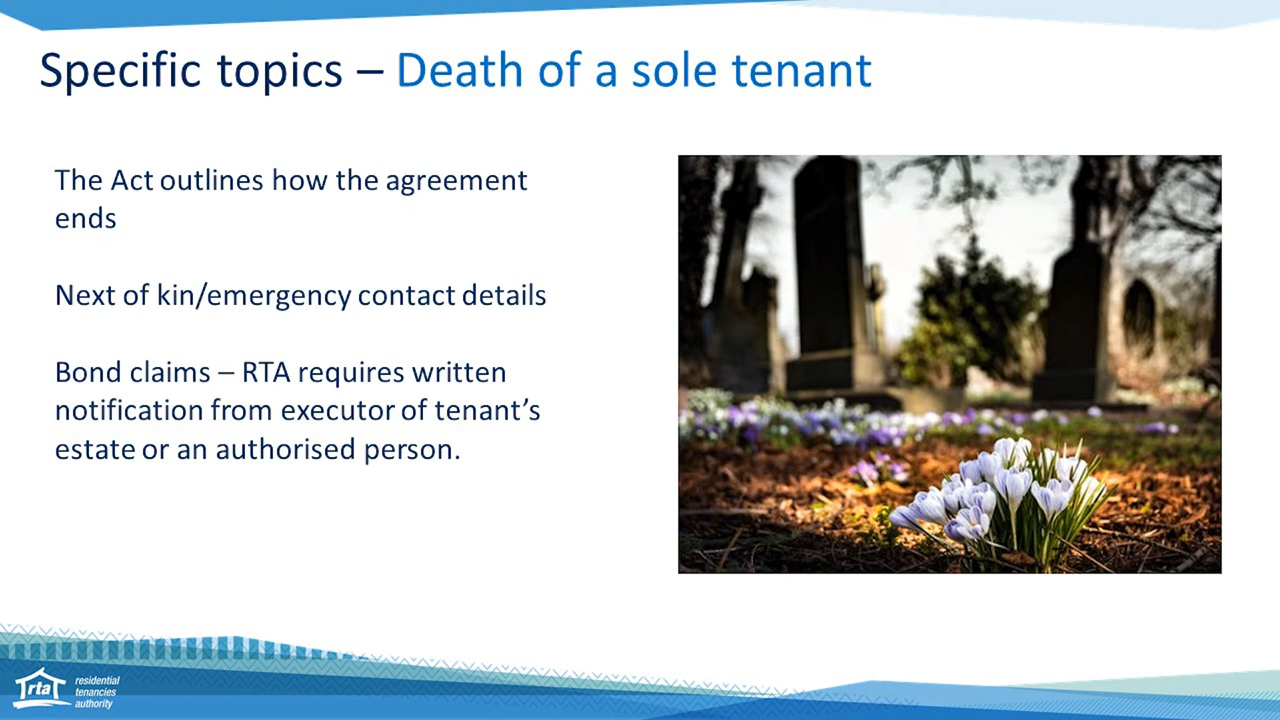 Specific topics – Death of a sole tenant
The Act outlines how the agreement
ends
Next of kin/emergency contact details
Bond claims – RTA requires written
notification from executor of tenant’s
estate or an authorised person.
rta
residential
tenancies
authority